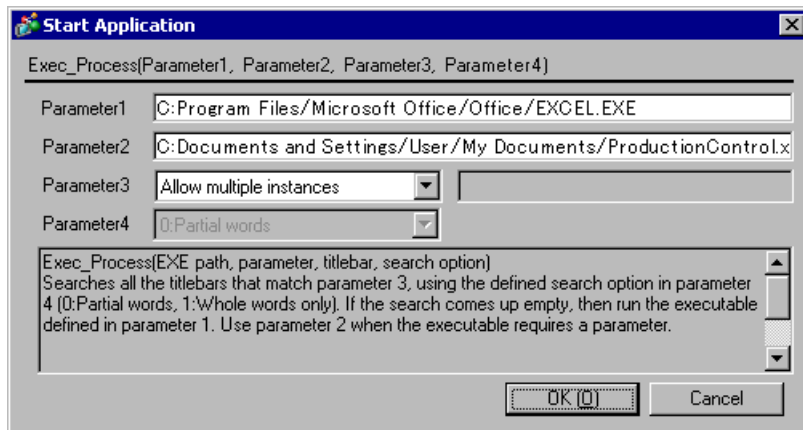 Start Application
Exec_Process(Parameter1, Parameter2, Parameter3, Parameter4)
Parameter1 C:Program Files/Microsoft Office/Office/EXCEL.EXE
Parameter2 C:Documents and Settings/User/My Documents/ProductionControl.x
Parameter3 Allow multiple instances
Parameter4 0:Partial words
Exec_Process(EXE path, parameter, titlebar, search option)
Searches all the titlebars that match parameter 3, using the defined search option in parameter
4 (0:Partial words, 1:Whole words only). If the search comes up empty, then run the executable
defined in parameter 1. Use parameter 2 when the executable requires a parameter.
OK (O) Cancel